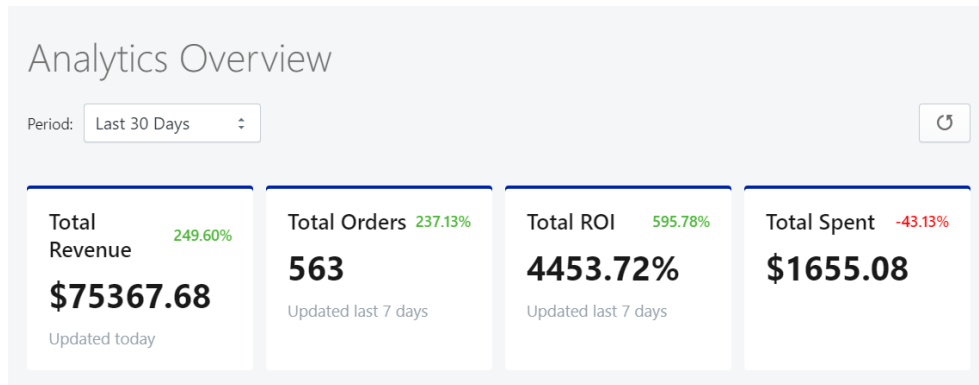 Analytics Overview
Period: Last 30 Days
Total
Revenue
249.60%
$75367.68
Updated today
Total Orders 237.13%
563
Updated last 7 days
Total ROI 595.78%
4453.72%
Updated last 7 days
Total Spent -43.13%
$1655.08